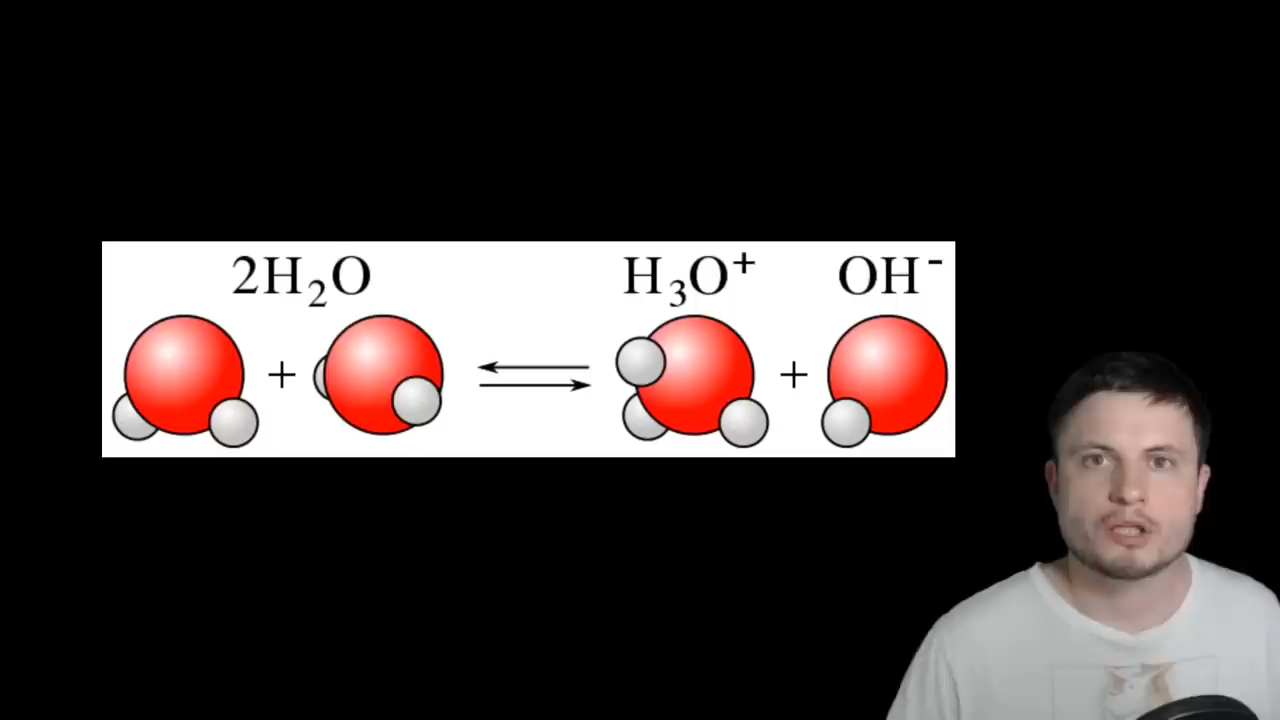 2H₂O H₃O⁺ OH⁻
+ ⇌ +